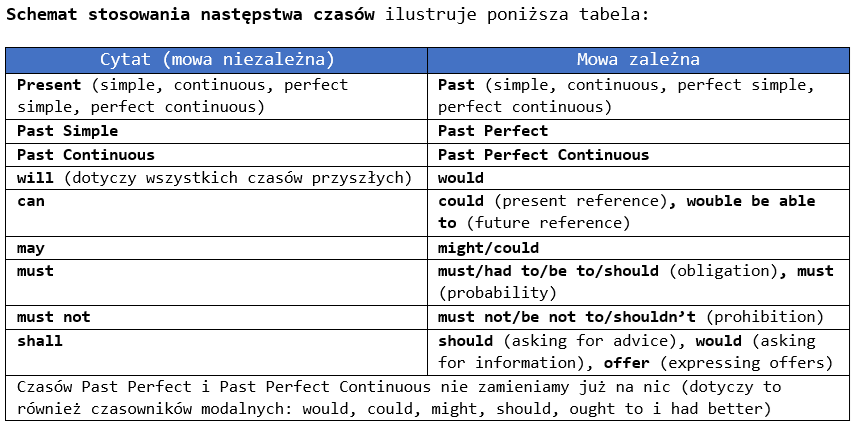 Schemat stosowania następstwa czasów ilustruje poniższa tabela:
Cytat (mowa niezależna)
Mowa zależna
Present (simple, continuous, perfect
simple, perfect continuous)
Past (simple, continuous, perfect simple,
perfect continuous)
Past Simple
Past Perfect
Past Continuous
Past Perfect Continuous
will (dotyczy wszystkich czasów przyszłych)
would
can
could (present reference), wouble be able
to (future reference)
may
might/could
must
must/had to/be to/should (obligation), must
(probability)
must not
must not/be not to/shouldn’t (prohibition)
shall
should (asking for advice), would (asking
for information), offer (expressing offers)
Czasów Past Perfect i Past Perfect Continuous nie zamieniamy już na nic (dotyczy to
również czasowników modalnych: would, could, might, should, ought to i had better)